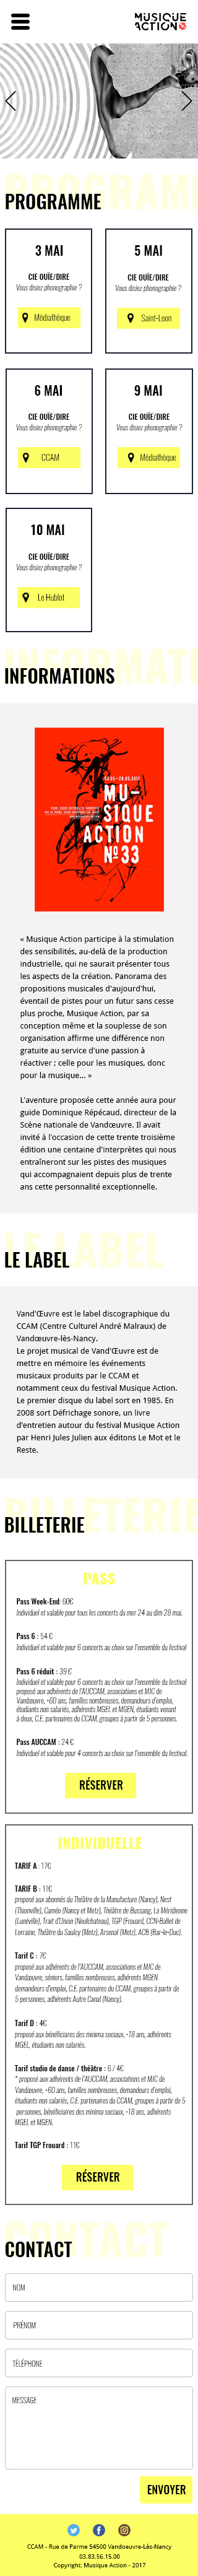 MUSIQUE
ACTION
PROGRAMME
PROGRAMME
3 MAI
CIE OUÏE/DIRE
Vous disiez phonographie ?
Médiathèque
5 MAI
CIE OUÏE/DIRE
Vous disiez phonographie ?
Saint-Leon
6 MAI
CIE OUÏE/DIRE
Vous disiez phonographie ?
CCAM
9 MAI
CIE OUÏE/DIRE
Vous disiez phonographie ?
Médiathèque
10 MAI
CIE OUÏE/DIRE
Vous disiez phonographie ?
Le Hublot
INFORMATI
INFORMATIONS
MU-
SIQUE
ACTION
Nº33
« Musique Action participe à la stimulation
des sensibilités, au-delà de la production
industrielle, qui ne saurait présenter tous
les aspects de la création. Panorama des
propositions musicales d'aujourd'hui,
éventail de pistes pour un futur sans cesse
plus proche, Musique Action, par sa
conception même et la souplesse de son
organisation affirme une différence non
gratuite au service d'une passion à
réactiver ; celle pour les musiques, donc
pour la musique... »
L'aventure proposée cette année aura pour
guide Dominique Répécaud, directeur de la
Scène nationale de Vandœuvre. Il avait
invité à l'occasion de cette trente troisième
édition une centaine d'interprètes qui nous
entraîneront sur les pistes des musiques
qui accompagnaient depuis plus de trente
ans cette personnalité exceptionnelle.
LE LABEL
LE LABEL
Vand'Œuvre est le label discographique du
CCAM (Centre Culturel André Malraux) de
Vandœuvre-lès-Nancy.
Le projet musical de Vand'Œuvre est de
mettre en mémoire les événements
musicaux produits par le CCAM et
notamment ceux du festival Musique Action.
Le premier disque du label sort en 1985. En
2008 sort Défrichage sonore, un livre
d'entretien autour du festival Musique Action
par Henri Jules Julien aux éditons Le Mot et le
Reste.
BILLETERIE
BILLETERIE
PASS
Pass Week-End: 60€
Individuel et valable pour tous les concerts du mer 24 au dim 28 mai.
Pass 6 : 54 €
Individuel et valable pour 6 concerts au choix sur l'ensemble du festival
Pass 6 réduit : 39 €
Individuel et valable pour 6 concerts au choix sur l'ensemble du festival
proposé aux adhérents de l'AUCCAM, associations et MJC de
Vandoeuvre, +60 ans, familles nombreuses, demandeurs d'emploi,
étudiants non salariés, adhérents MGEL et MGEN, étudiants venant
à deux, C.E. partenaires du CCAM, groupes à partir de 5 personnes.
Pass AUCCAM : 24 €
Individuel et valable pour 4 concerts au choix sur l'ensemble du festival.
RÉSERVER
INDIVIDUELLE
TARIF A : 17€
TARIF B : 11€
proposé aux abonnés du Théâtre de la Manufacture (Nancy), Nest
(Thionville), Caméo (Nancy et Metz), Théâtre de Bussang, La Méridienne
(Lunéville), Trait d'Union (Neufchateau), TGP (Frouard, CCN-Ballet de
Lorraine, Théâtre du Saulcy (Metz), Arsenal (Metz), ACB (Bar-le-Duc).
Tarif C : 7€
proposé aux adhérents de l'AUCCAM, associations et MJC de
Vandoeuvre, séniors, familles nombreuses, adhérents MGEN
demandeurs d'emploi, C.E. partenaires du CCAM, groupes à partir de
5 personnes, adhérents Autre Canal (Nancy).
Tarif D : 4€
proposé aux bénéficiaires des minima sociaux, -18 ans, adhérents
MGEL, étudiants non salariés.
Tarif studio de danse / théâtre : 6 / 4€
* proposé aux adhérents de l'AUCCAM, associations et MJC de
Vandoeuvre, +60 ans, familles nombreuses, demandeurs d'emploi,
étudiants non salariés, C.E. partenaires du CCAM, groupes à partir de 5
personnes, bénéficiaires des minima sociaux, -18 ans, adhérents
MGEL et MGEN.
Tarif TGP Frouard : 11€
RÉSERVER
CONTACT
CONTACT
NOM
PRÉNOM
TÉLÉPHONE
MESSAGE
ENVOYER
CCAM - Rue de Parme 54500 Vandoeuvre-Lès-Nancy
03.83.56.15.00
Copyright: Musique Action - 2017